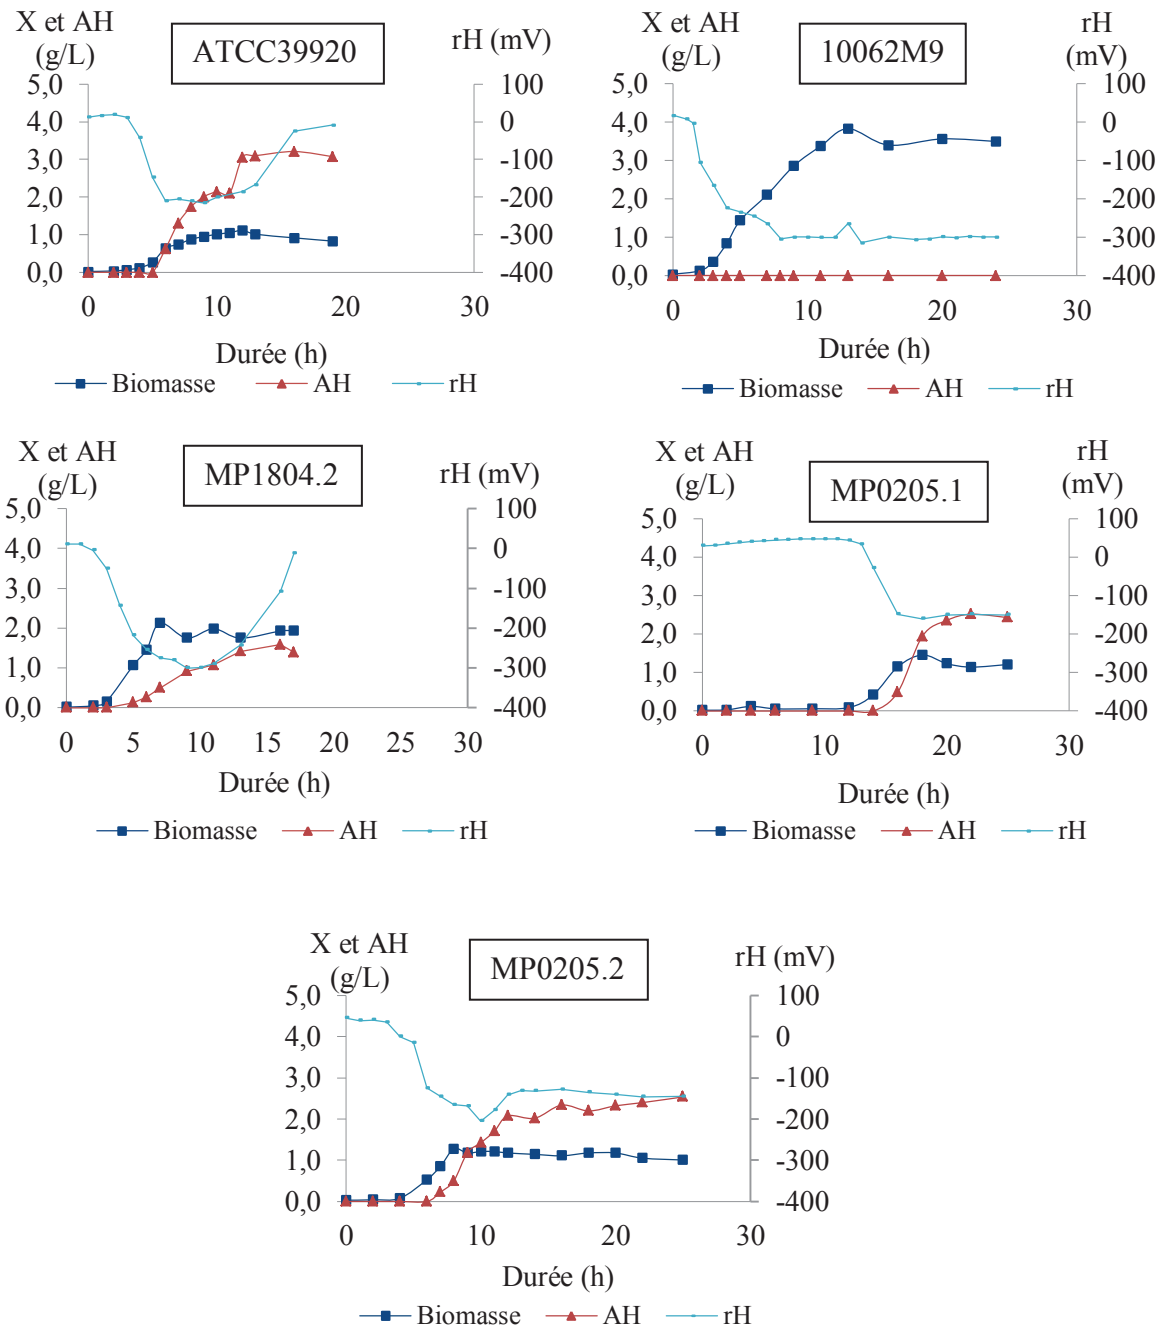 X et AH
(g/L)
ATCC39920
rH (mV)
5,0
4,0
3,0
2,0
1,0
0,0
100
0
-100
-200
-300
-400
0 10 20 30
Durée (h)
Biomasse AH rH
X et AH
(g/L)
10062M9
rH
(mV)
5,0
4,0
3,0
2,0
1,0
0,0
100
0
-100
-200
-300
-400
0 10 20 30
Durée (h)
Biomasse AH rH
X et AH
(g/L)
MP1804.2
rH (mV)
5,0
4,0
3,0
2,0
1,0
0,0
100
0
-100
-200
-300
-400
0 5 10 15 20 25 30
Durée (h)
Biomasse AH rH
X et AH
(g/L)
MP0205.1
rH
(mV)
5,0
4,0
3,0
2,0
1,0
0,0
100
0
-100
-200
-300
-400
0 10 20 30
Durée (h)
Biomasse AH rH
X et AH
(g/L)
MP0205.2
rH (mV)
5,0
4,0
3,0
2,0
1,0
0,0
100
0
-100
-200
-300
-400
0 10 20 30
Durée (h)
Biomasse AH rH